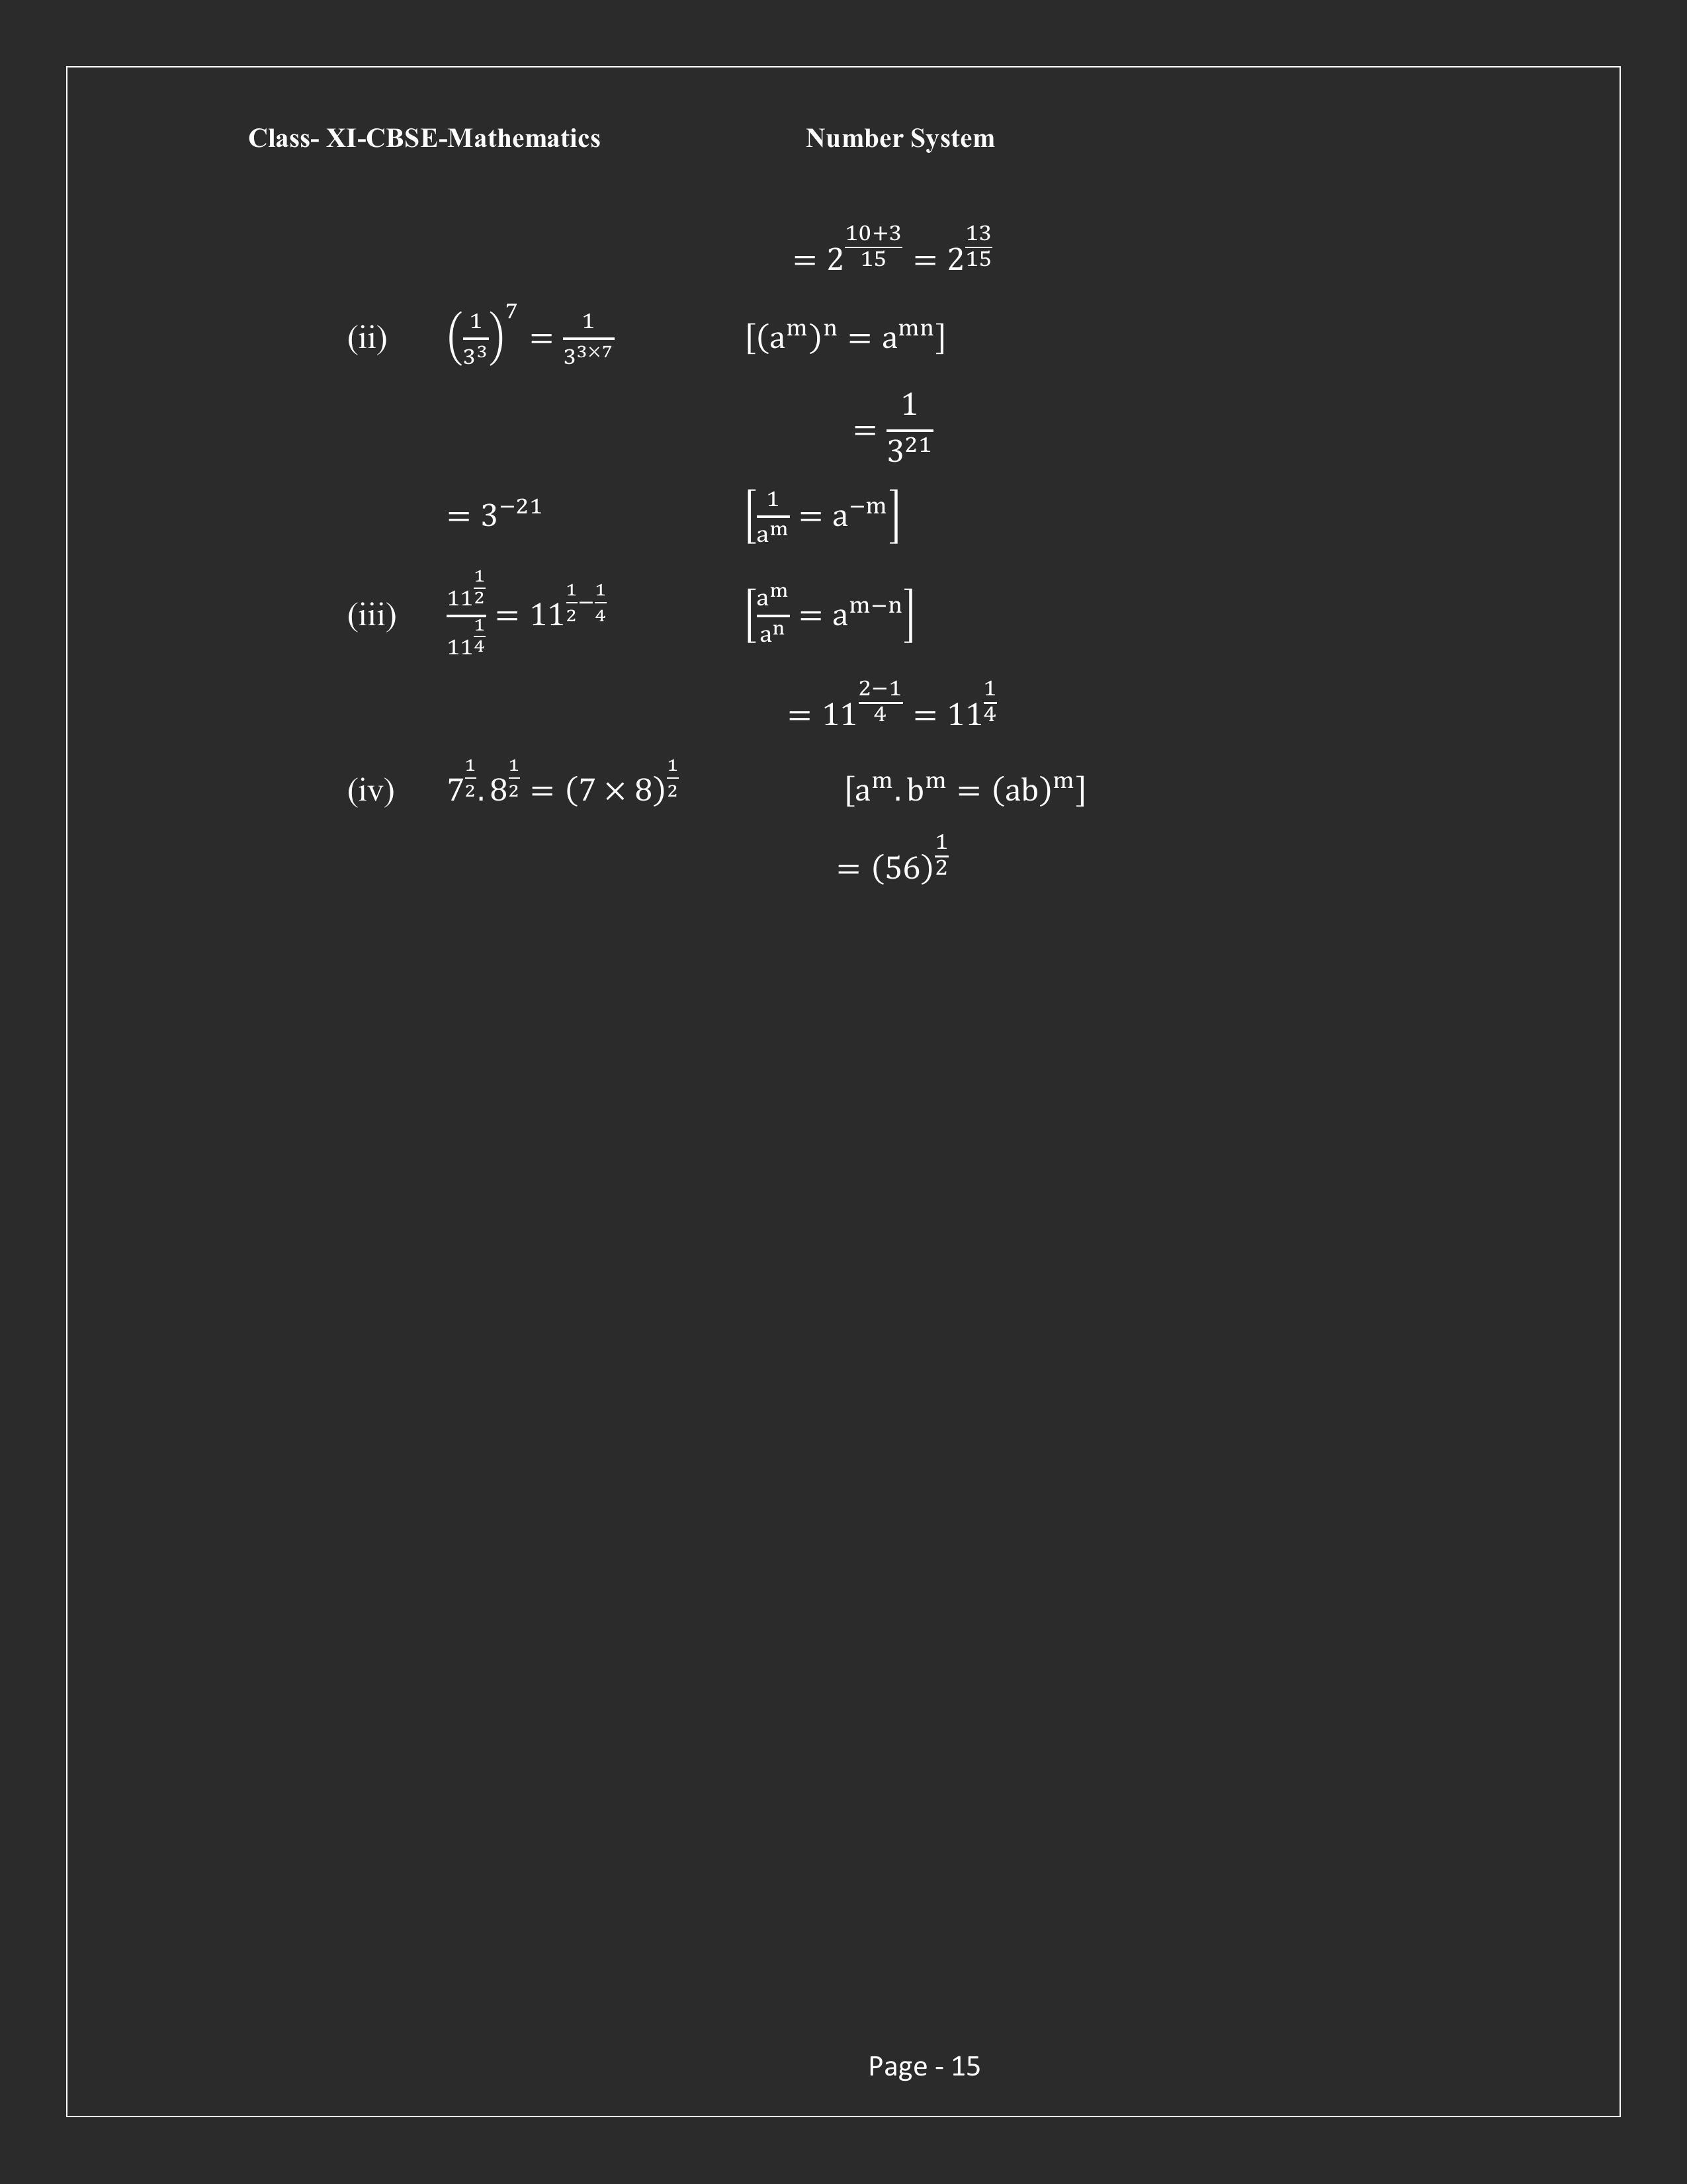 Class- XI-CBSE-Mathematics Number System
$= 2^{\frac{10+3}{15}} = 2^{\frac{13}{15}}$
(ii) $\left(\frac{1}{3^3}\right)^7 = \frac{1}{3^{3\times7}}$ $[(a^m)^n = a^{mn}]$
$= \frac{1}{3^{21}}$
$= 3^{-21}$ $\left[\frac{1}{a^m} = a^{-m}\right]$
(iii) $\frac{11^{\frac{1}{2}}}{11^{\frac{1}{4}}} = 11^{\frac{1}{2}-\frac{1}{4}}$ $\left[\frac{a^m}{a^n} = a^{m-n}\right]$
$= 11^{\frac{2-1}{4}} = 11^{\frac{1}{4}}$
(iv) $7^{\frac{1}{2}}.8^{\frac{1}{2}} = (7 \times 8)^{\frac{1}{2}}$ $[a^m.b^m = (ab)^m]$
$= (56)^{\frac{1}{2}}$
Page - 15